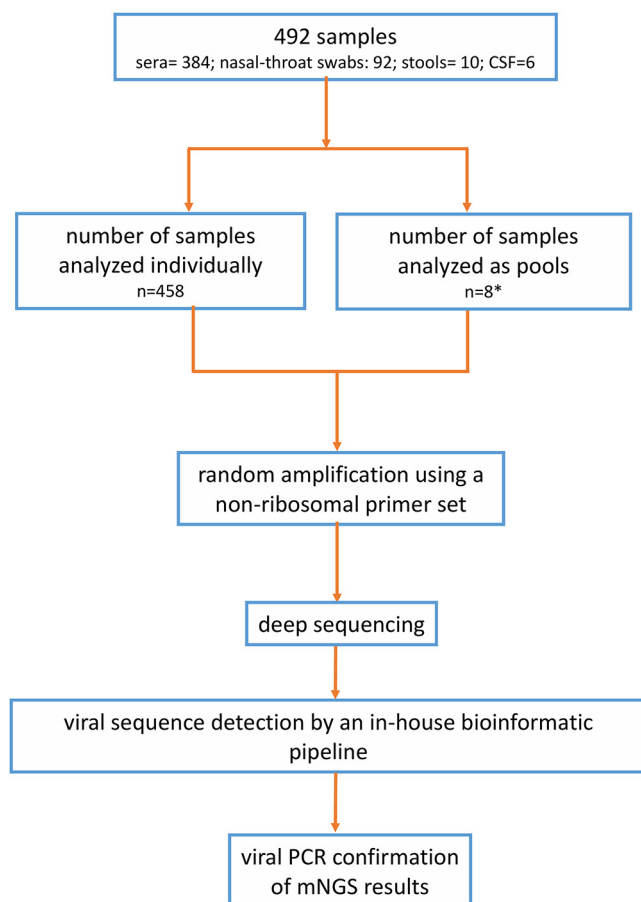 492 samples
sera= 384; nasal-throat swabs: 92; stools= 10; CSF=6
number of samples
analyzed individually
n=458
number of samples
analyzed as pools
n=8*
random amplification using a
non-ribosomal primer set
deep sequencing
viral sequence detection by an in-house bioinformatic
pipeline
viral PCR confirmation
of mNGS results